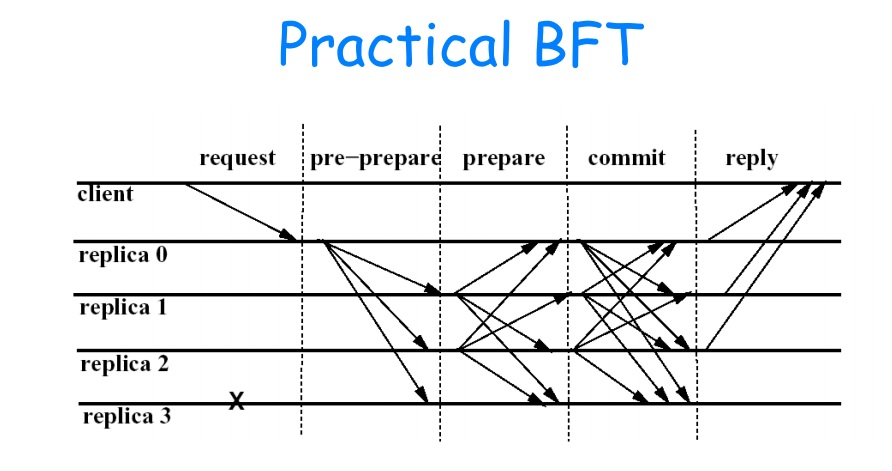 Practical BFT
request pre-prepare prepare commit reply
client
replica 0
replica 1
replica 2
replica 3
X